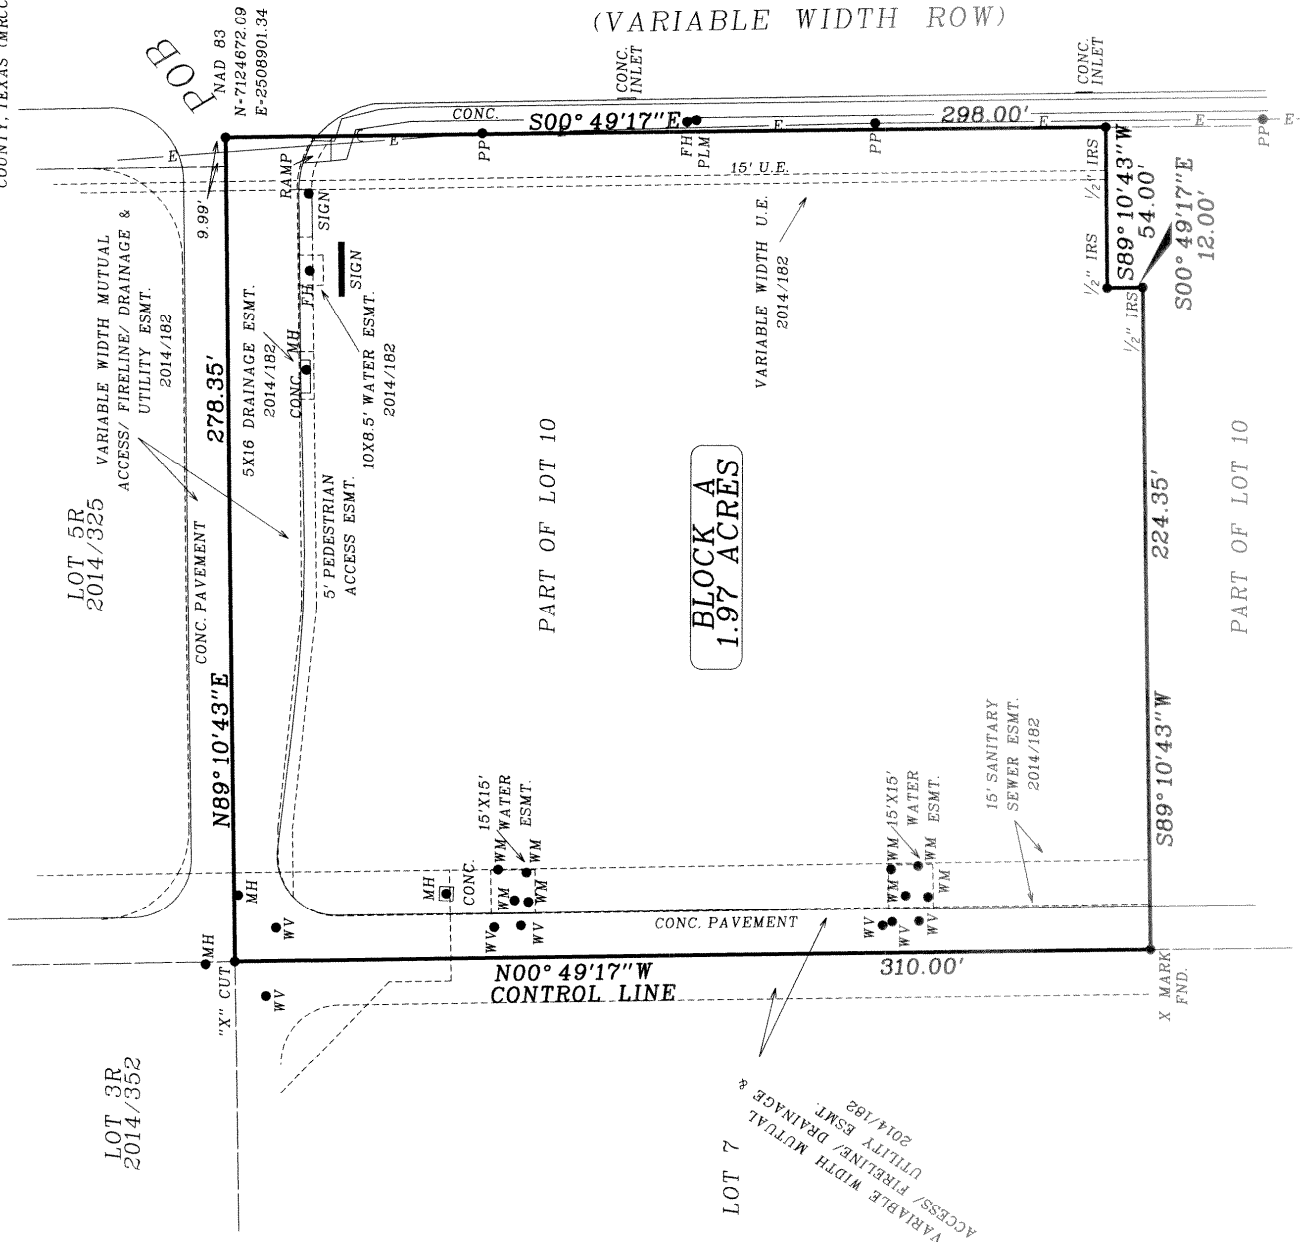 (VARIABLE WIDTH ROW)
COUNTY, TEXAS (MRCC
POB
NAD 83
N-7124672.09
E-2508901.34
CONC.
INLET
CONC.
INLET
CONC.
S00° 49'17"E
298.00'
E
E
E
E
E
E
PP
FH
PLM
PP
PP
15' U.E.
RAMP
SIGN
SIGN
FH
9.99'
1/2" IRS
1/2" IRS
1/2" IRS
S89° 10'43"W
54.00'
S00° 49'17"E
12.00'
VARIABLE WIDTH MUTUAL
ACCESS/ FIRELINE/ DRAINAGE &
UTILITY ESMT.
2014/182
278.35'
5X16 DRAINAGE ESMT.
2014/182
CONC. MH
10X8.5' WATER ESMT.
2014/182
VARIABLE WIDTH U.E.
2014/182
LOT 5R
2014/325
CONC. PAVEMENT
5' PEDESTRIAN
ACCESS ESMT.
PART OF LOT 10
BLOCK A
1.97 ACRES
224.35'
PART OF LOT 10
N89° 10'43"E
S89° 10'43"W
15'X15'
WATER
ESMT.
15'X15'
WATER
ESMT.
15' SANITARY
SEWER ESMT.
2014/182
MH
MH
CONC.
WM
WM
WM
WM
WM
WM
WM
WM
WV
WV
WV
WV
WV
CONC. PAVEMENT
MH
"X" CUT
WV
N00° 49'17"W
CONTROL LINE
310.00'
X MARK
FND.
LOT 3R
2014/352
LOT 7
VARIABLE WIDTH MUTUAL
ACCESS/ FIRELINE/ DRAINAGE &
UTILITY ESMT.
2014/182